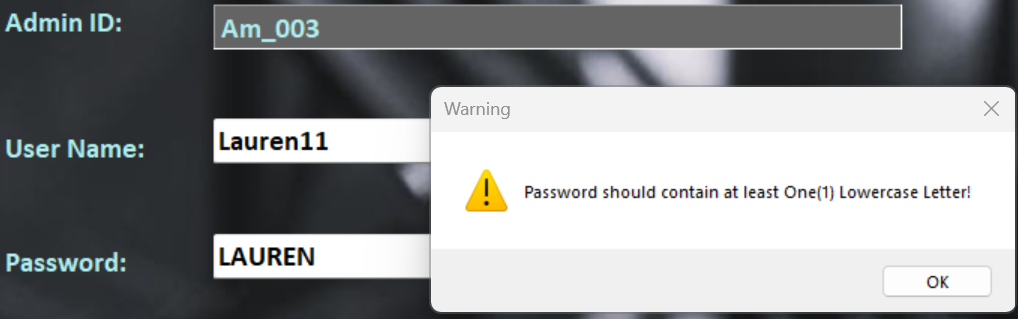 Admin ID:
Am_003
Warning
User Name:
Lauren11
Password should contain at least One(1) Lowercase Letter!
Password:
LAUREN
OK